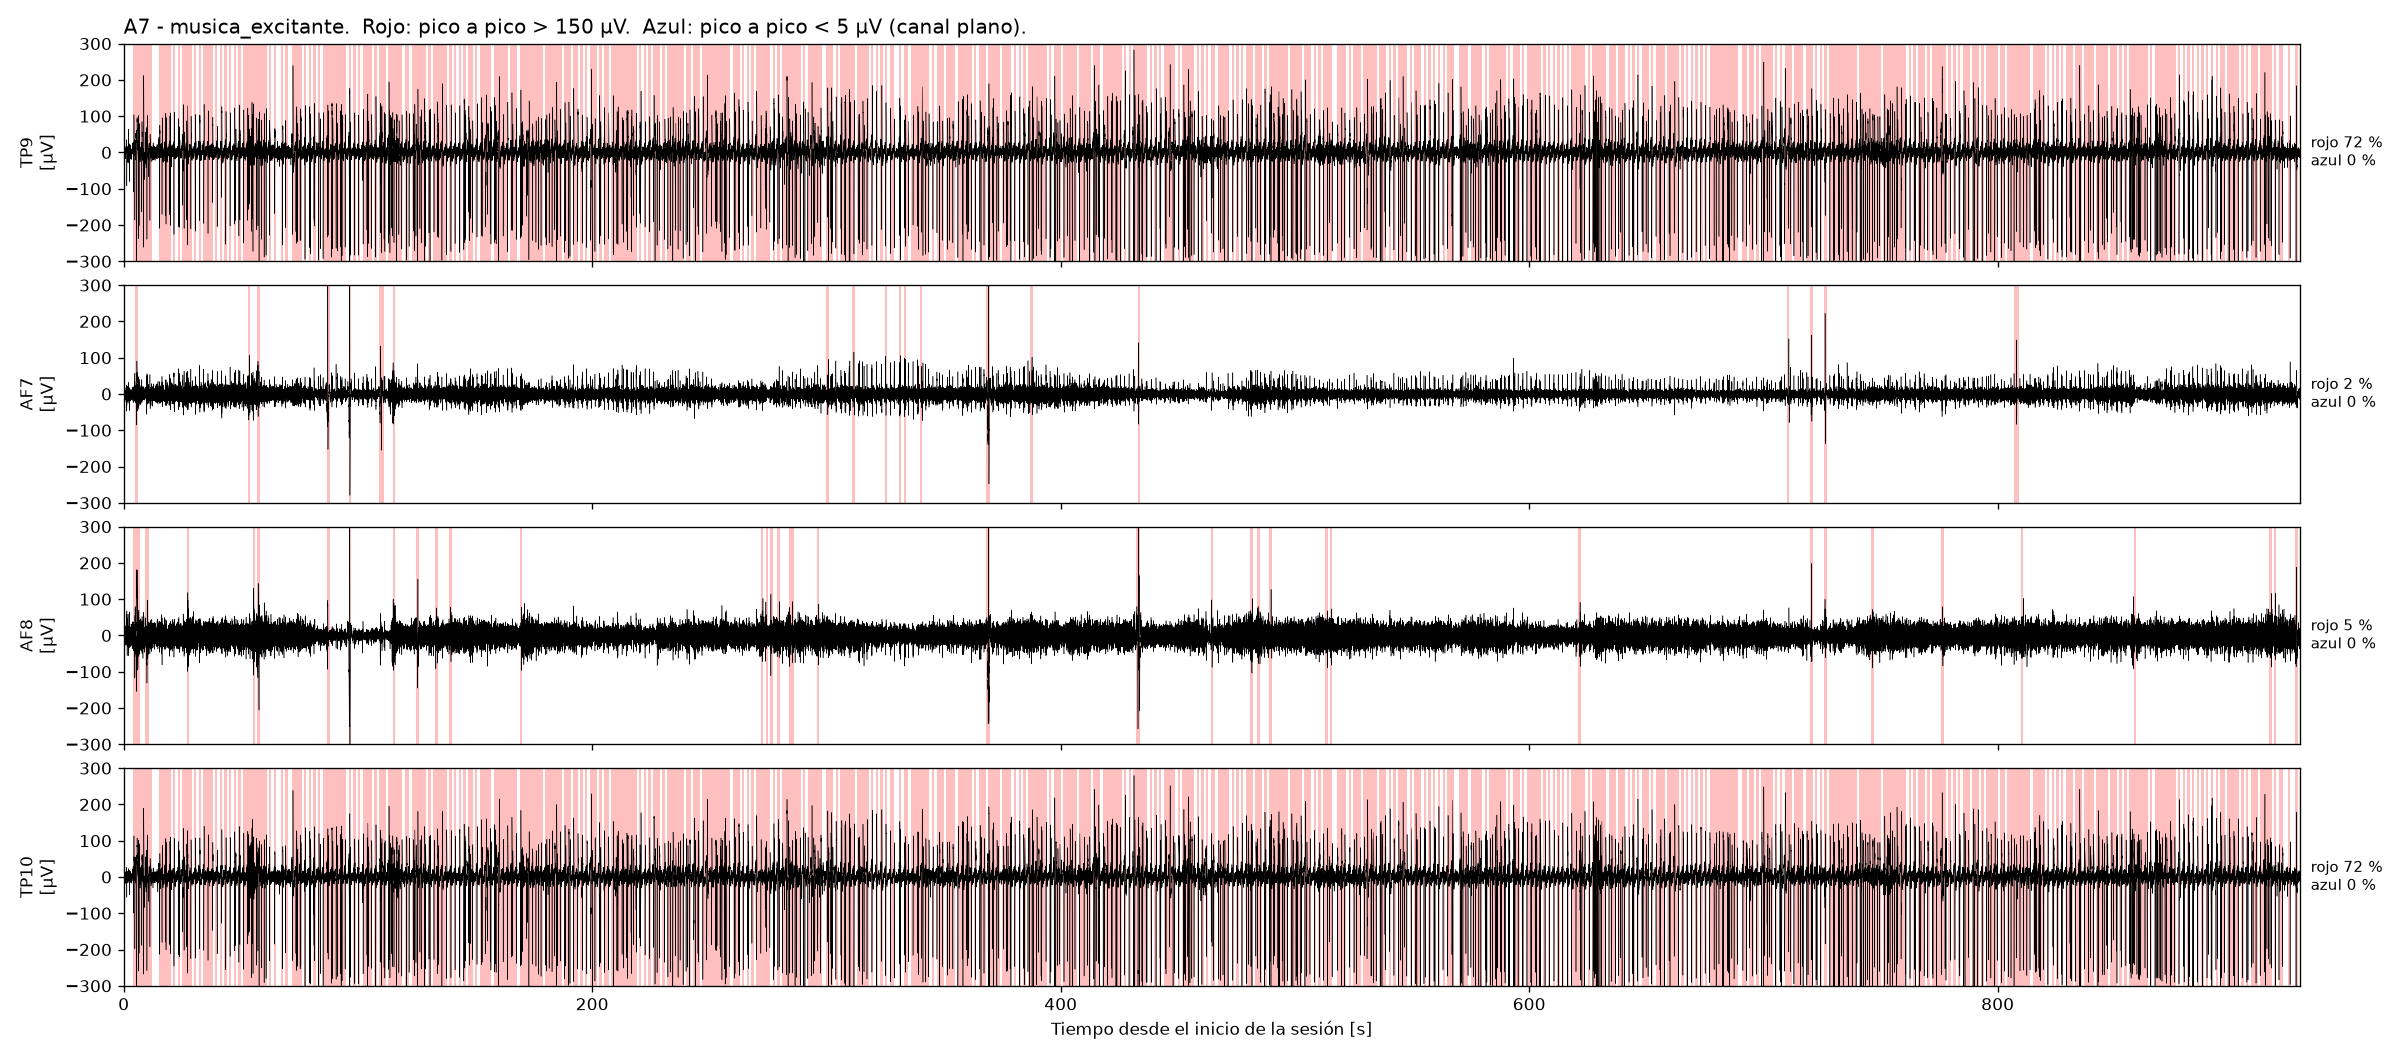 A7 - musica_excitante.  Rojo: pico a pico > 150 µV.  Azul: pico a pico < 5 µV (canal plano).
300
200
100
0
−100
−200
−300
TP9
[µV]
rojo 72 %
azul 0 %
300
200
100
0
−100
−200
−300
AF7
[µV]
rojo 2 %
azul 0 %
300
200
100
0
−100
−200
−300
AF8
[µV]
rojo 5 %
azul 0 %
300
200
100
0
−100
−200
−300
TP10
[µV]
rojo 72 %
azul 0 %
0 200 400 600 800
Tiempo desde el inicio de la sesión [s]